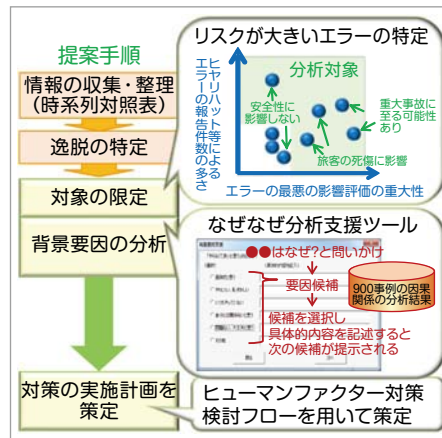 提案手順
情報の収集・整理
(時系列対照表)
逸脱の特定
対象の限定
背景要因の分析
対策の実施計画を
策定
リスクが大きいエラーの特定
ヒヤリハット等による
エラーの報告件数の多さ
分析対象
安全性に
影響しない
重大事故に
至る可能性
あり
旅客の死傷に影響
エラーの最悪の影響評価の重大性
なぜなぜ分析支援ツール
●●はなぜ?と問いかけ
要因候補
900事例の因果
関係の分析結果
候補を選択し
具体的内容を記述すると
次の候補が提示される
ヒューマンファクター対策
検討フローを用いて策定